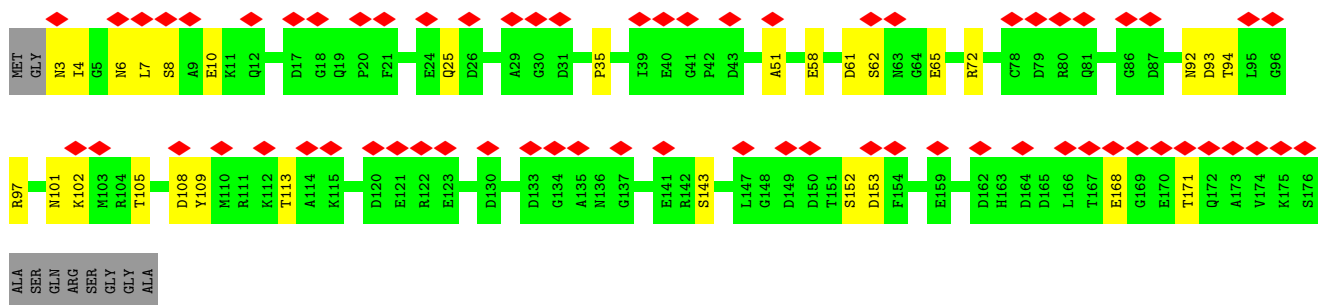 MET GLY N3 I4 G5 N6 L7 S8 A9 E10 K11 Q12 D17 G18 Q19 P20 F21 E24 Q25 D26 A29 G30 D31 P35 I39 E40 G41 P42 D43 A51 E58 D61 S62 N63 G64 E65 R72 C78 D79 R80 Q81 G86 D87 N92 D93 T94 L95 G96
R97 N101 K102 M103 R104 T105 D108 Y109 M110 R111 K112 T113 A114 K115 D120 E121 R122 E123 D130 D133 G134 A135 N136 G137 E141 R142 S143 L147 G148 D149 D150 T151 S152 D153 F154 E159 D162 H163 D164 D165 L166 T167 E168 G169 E170 T171 Q172 A173 V174 K175 S176
ALA SER GLN ARG SER GLY GLY ALA